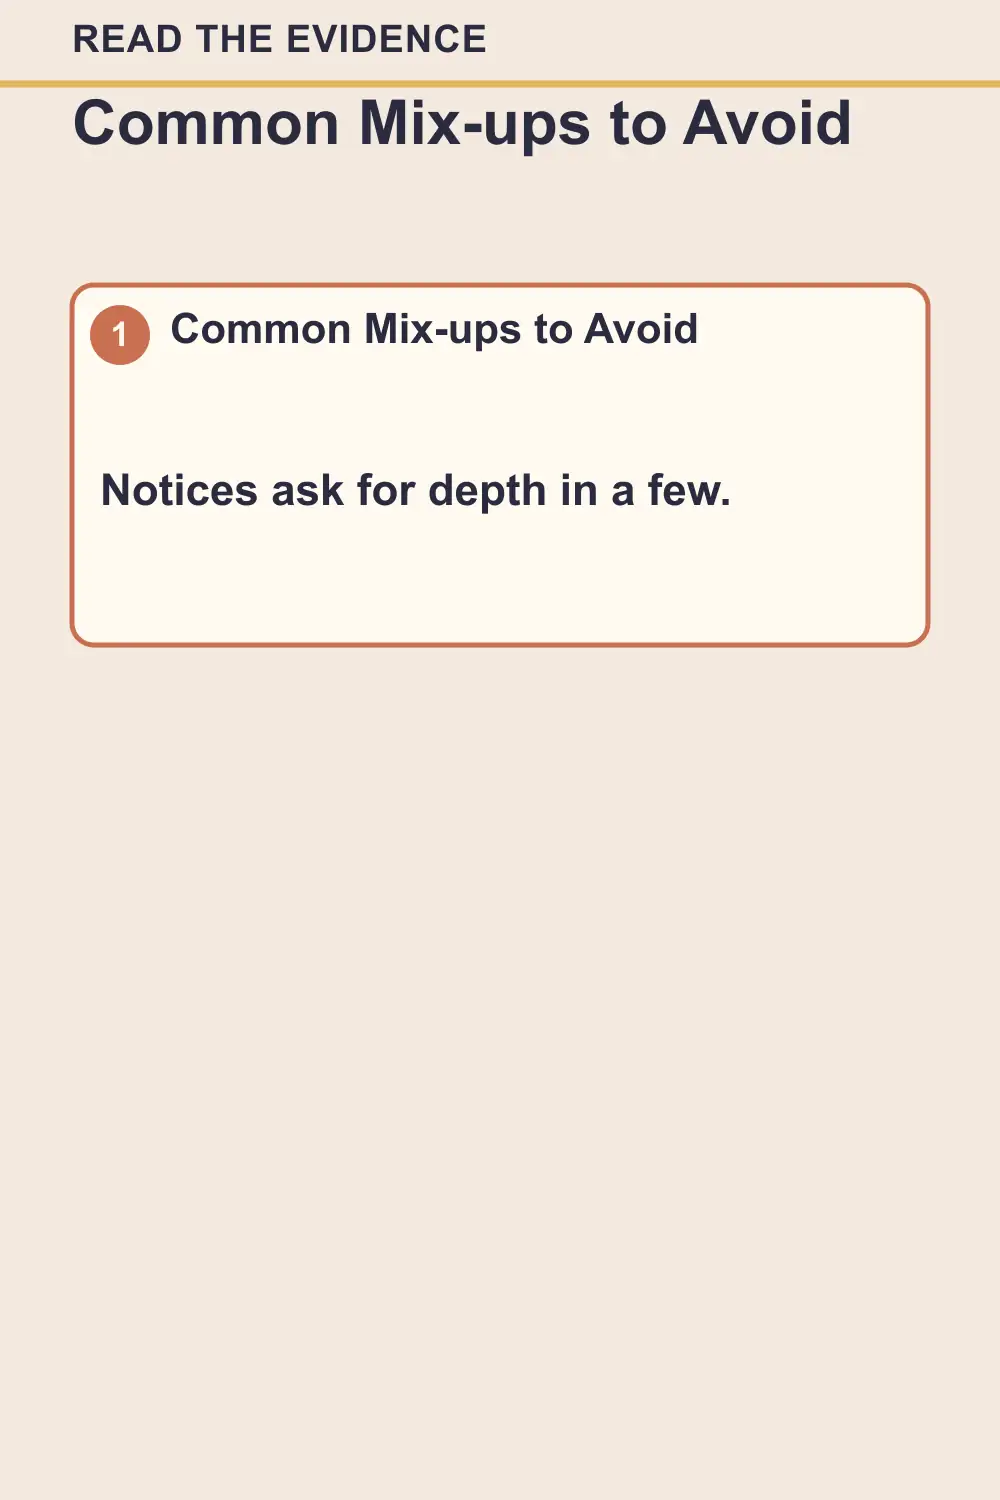 READ THE EVIDENCE
Common Mix-ups to Avoid
1 Common Mix-ups to Avoid
Notices ask for depth in a few.